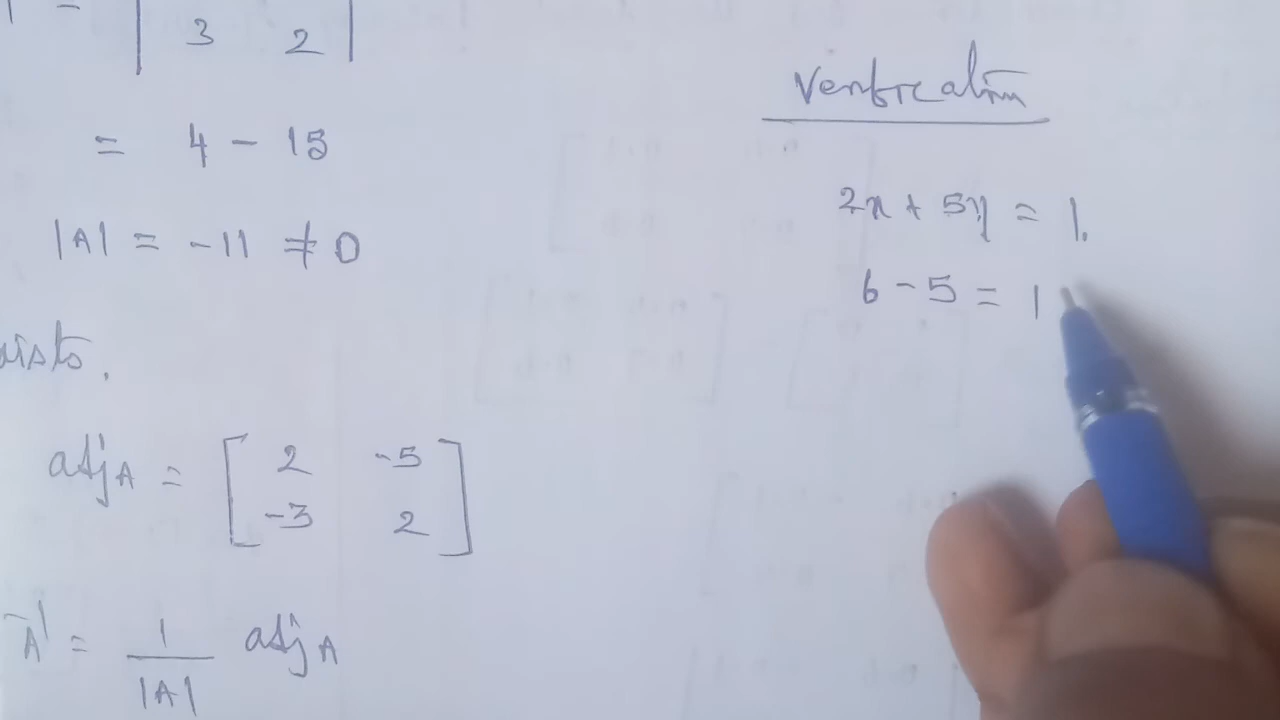 | 3 2 |
= 4 - 15
|A| = -11 ≠ 0
adj A = [ 2 -5
-3 2 ]
A⁻¹ = 1/|A| adj A
Verification
2x + 5y = 1.
6 - 5 = 1